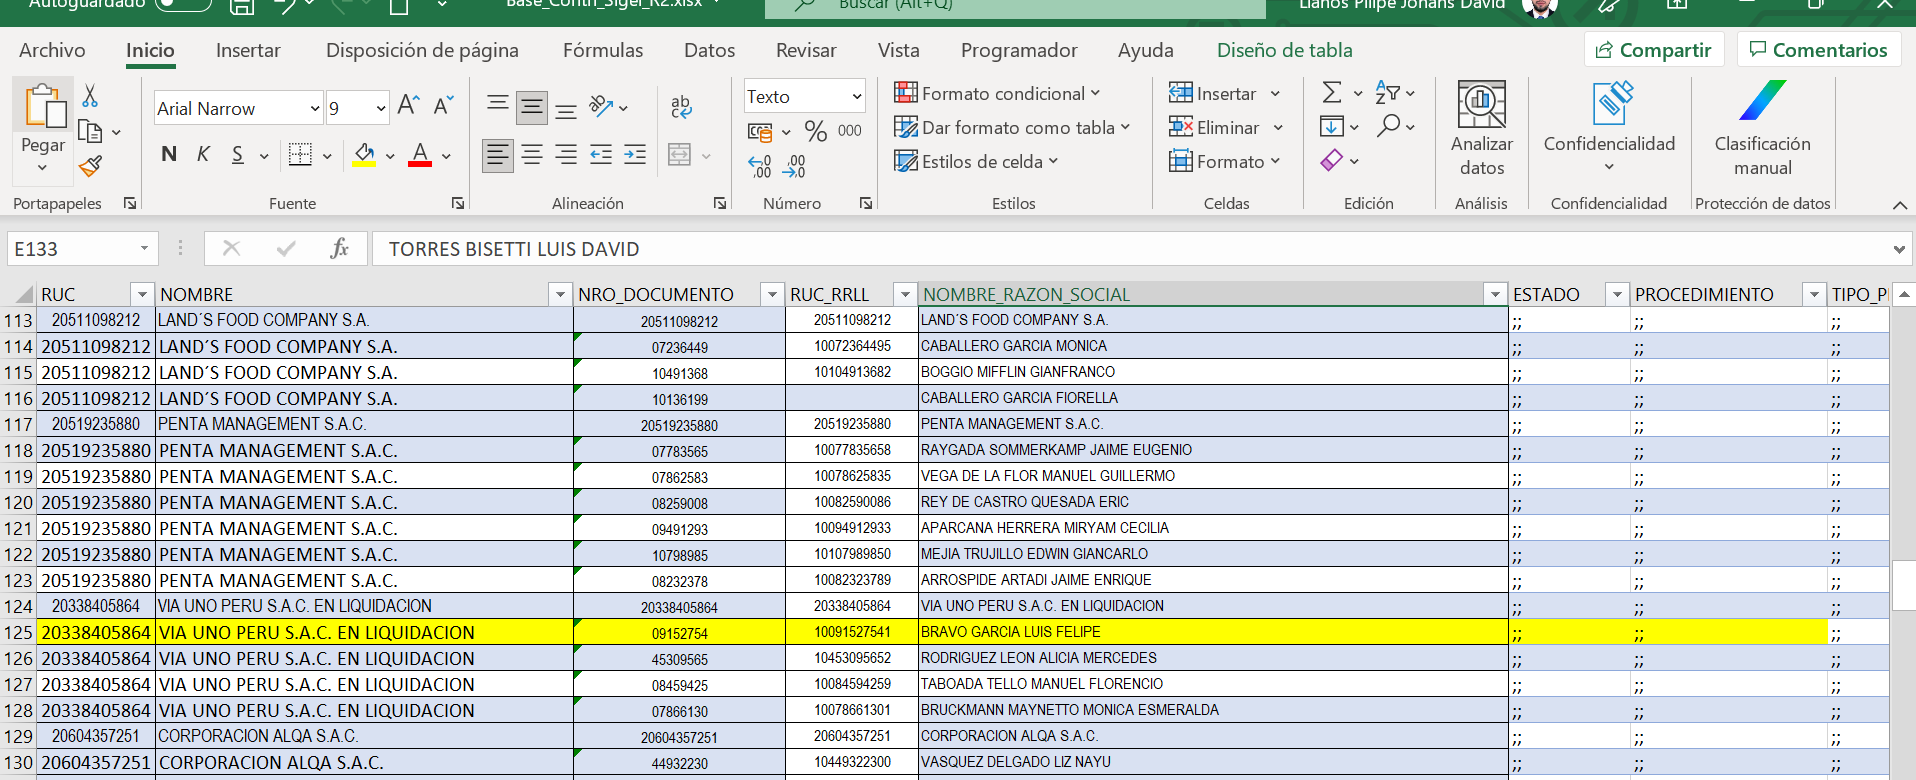 Autoguardado Base_Contri_Siger_R2.xlsx Buscar (Alt+Q) Llanos Pilipe Johans David
Archivo Inicio Insertar Disposición de página Fórmulas Datos Revisar Vista Programador Ayuda Diseño de tabla Compartir Comentarios
Arial Narrow 9 Texto Formato condicional Insertar
Pegar 000 Dar formato como tabla Eliminar Analizar datos Confidencialidad Clasificación manual
N K S Estilos de celda Formato
Portapapeles Fuente Alineación Número Estilos Celdas Edición Análisis Confidencialidad Protección de datos
E133 fx TORRES BISETTI LUIS DAVID
RUC NOMBRE NRO_DOCUMENTO RUC_RRLL NOMBRE_RAZON_SOCIAL ESTADO PROCEDIMIENTO
113 20511098212 LAND´S FOOD COMPANY S.A. 20511098212 20511098212 LAND´S FOOD COMPANY S.A. ;; ;; ;;
114 20511098212 LAND´S FOOD COMPANY S.A. 07236449 10072364495 CABALLERO GARCIA MONICA ;; ;; ;;
115 20511098212 LAND´S FOOD COMPANY S.A. 10491368 10104913682 BOGGIO MIFFLIN GIANFRANCO ;; ;; ;;
116 20511098212 LAND´S FOOD COMPANY S.A. 10136199 CABALLERO GARCIA FIORELLA ;; ;; ;;
117 20519235880 PENTA MANAGEMENT S.A.C. 20519235880 20519235880 PENTA MANAGEMENT S.A.C. ;; ;; ;;
118 20519235880 PENTA MANAGEMENT S.A.C. 07783565 10077835658 RAYGADA SOMMERKAMP JAIME EUGENIO ;; ;; ;;
119 20519235880 PENTA MANAGEMENT S.A.C. 07862583 10078625835 VEGA DE LA FLOR MANUEL GUILLERMO ;; ;; ;;
120 20519235880 PENTA MANAGEMENT S.A.C. 08259008 10082590086 REY DE CASTRO QUESADA ERIC ;; ;; ;;
121 20519235880 PENTA MANAGEMENT S.A.C. 09491293 10094912933 APARCANA HERRERA MIRYAM CECILIA ;; ;; ;;
122 20519235880 PENTA MANAGEMENT S.A.C. 10798985 10107989850 MEJIA TRUJILLO EDWIN GIANCARLO ;; ;; ;;
123 20519235880 PENTA MANAGEMENT S.A.C. 08232378 10082323789 ARROSPIDE ARTADI JAIME ENRIQUE ;; ;; ;;
124 20338405864 VIA UNO PERU S.A.C. EN LIQUIDACION 20338405864 20338405864 VIA UNO PERU S.A.C. EN LIQUIDACION ;; ;; ;;
125 20338405864 VIA UNO PERU S.A.C. EN LIQUIDACION 09152754 10091527541 BRAVO GARCIA LUIS FELIPE ;; ;; ;;
126 20338405864 VIA UNO PERU S.A.C. EN LIQUIDACION 45309565 10453095652 RODRIGUEZ LEON ALICIA MERCEDES ;; ;; ;;
127 20338405864 VIA UNO PERU S.A.C. EN LIQUIDACION 08459425 10084594259 TABOADA TELLO MANUEL FLORENCIO ;; ;; ;;
128 20338405864 VIA UNO PERU S.A.C. EN LIQUIDACION 07866130 10078661301 BRUCKMANN MAYNETTO MONICA ESMERALDA ;; ;; ;;
129 20604357251 CORPORACION ALQA S.A.C. 20604357251 20604357251 CORPORACION ALQA S.A.C. ;; ;; ;;
130 20604357251 CORPORACION ALQA S.A.C. 44932230 10449322300 VASQUEZ DELGADO LIZ NAYU ;; ;; ;;